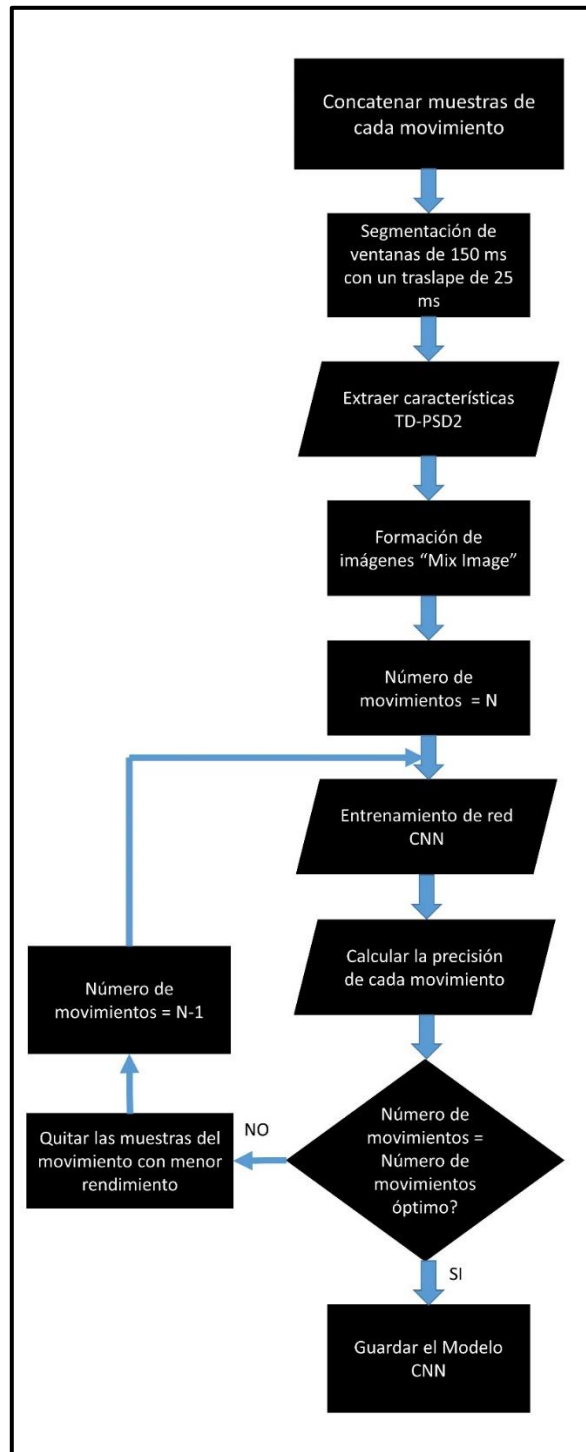 Concatenar muestras de
cada movimiento
Segmentación de
ventanas de 150 ms
con un traslape de 25
ms
Extraer características
TD-PSD2
Formación de
imágenes “Mix Image”
Número de
movimientos = N
Entrenamiento de red
CNN
Calcular la precisión
de cada movimiento
Número de
movimientos =
Número de
movimientos
óptimo?
NO
Quitar las muestras del
movimiento con menor
rendimiento
Número de
movimientos = N-1
SI
Guardar el Modelo
CNN